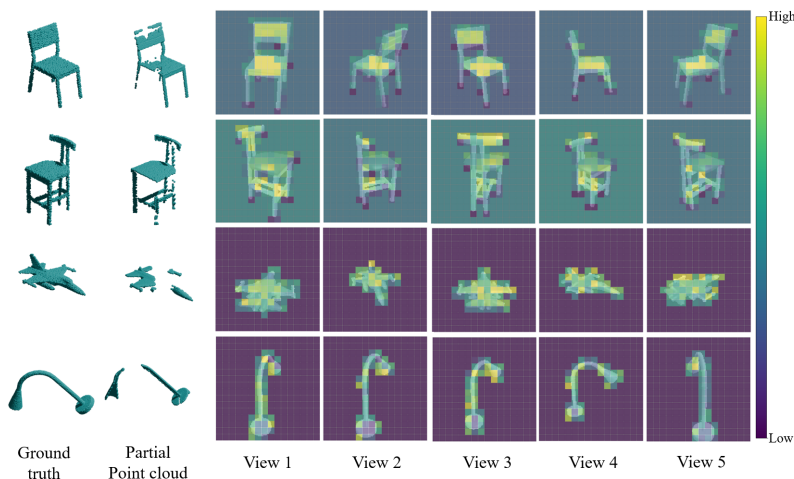 High
Low
Ground
truth
Partial
Point cloud
View 1
View 2
View 3
View 4
View 5